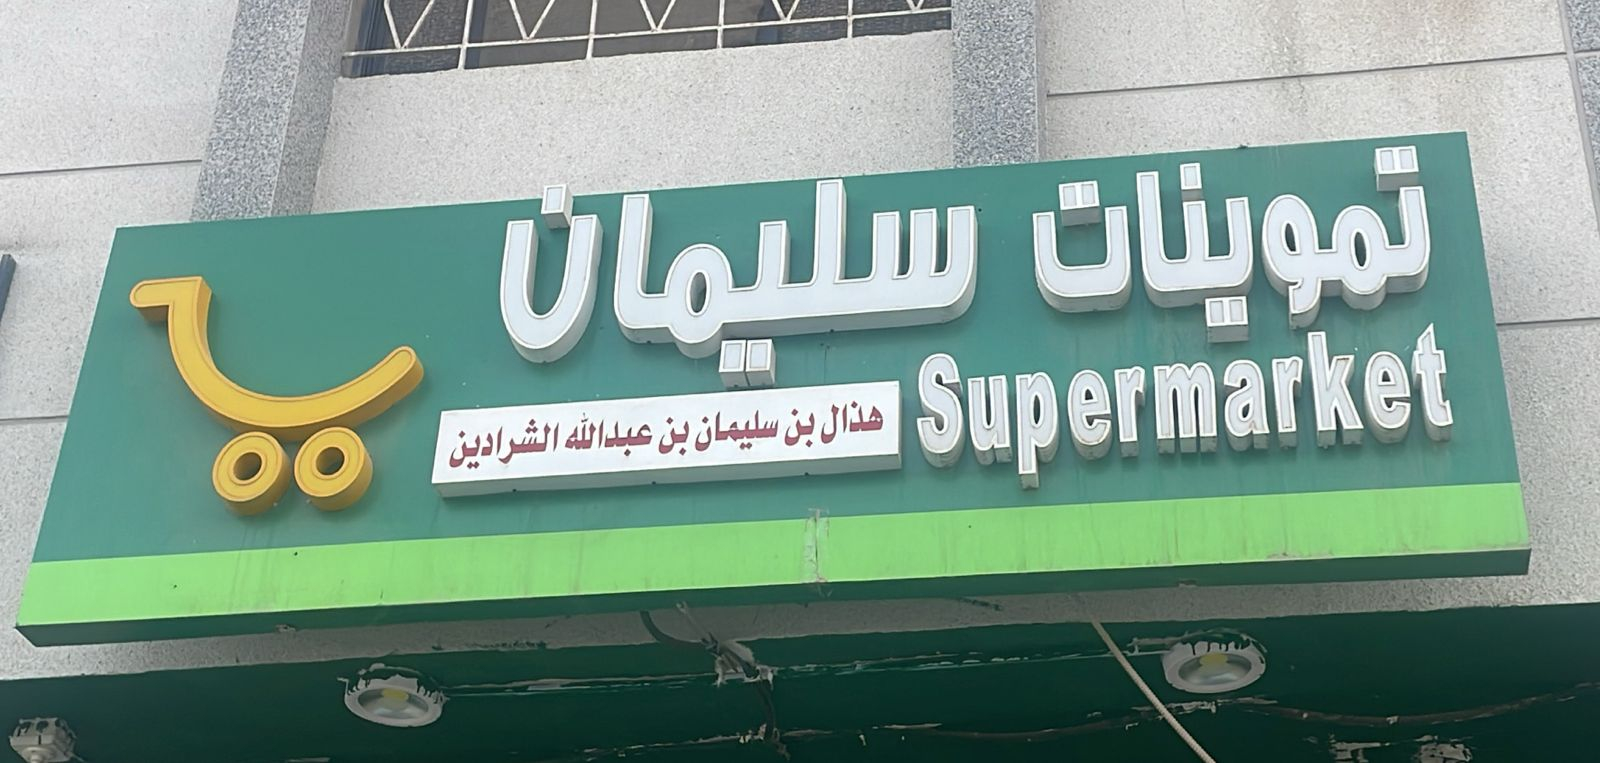 تموينات سليمان
Supermarket
هذال بن سليمان بن عبدالله الشرادين